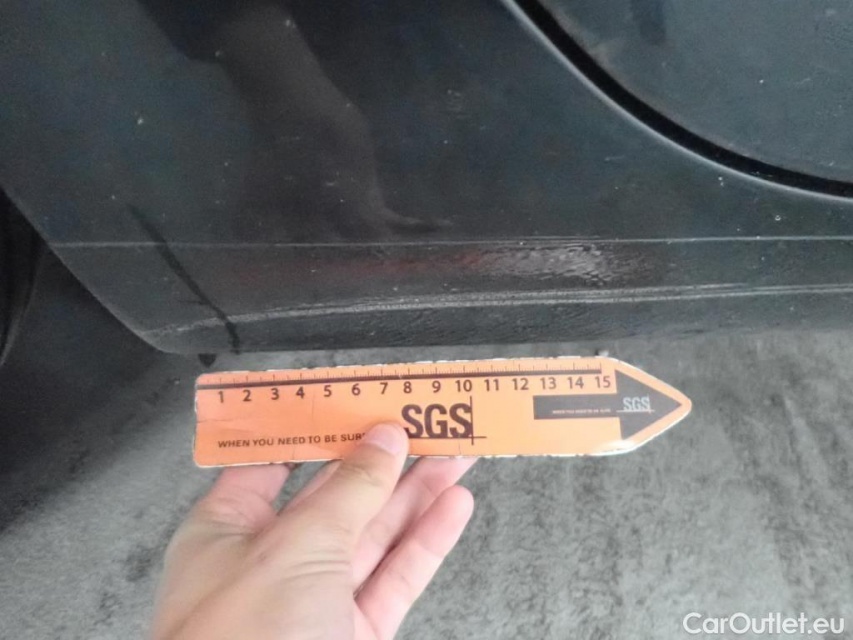 1 2 3 4 5 6 7 8 9 10 11 12 13 14 15
SGS
SGS
WHEN YOU NEED TO BE
CarOutlet.eu